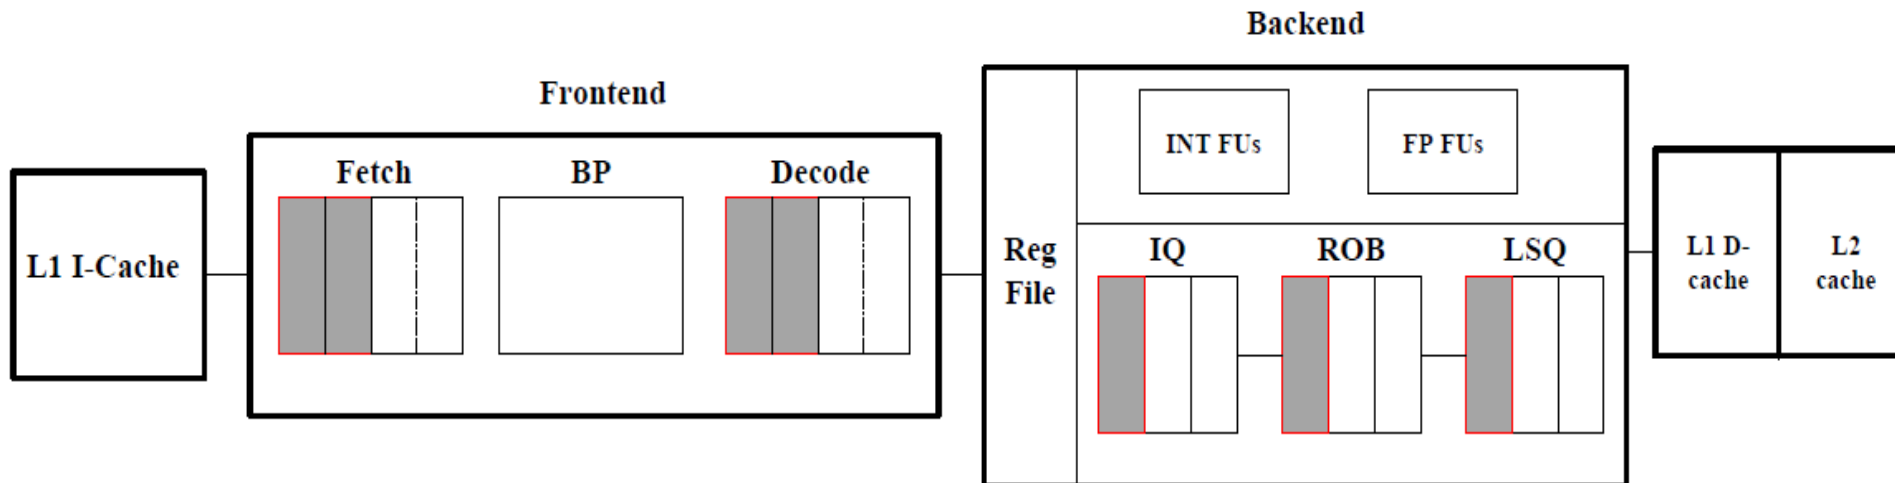 Backend
Frontend
INT FUs
FP FUs
Fetch
BP
Decode
L1 I-Cache
Reg
File
IQ
ROB
LSQ
L1 D-
cache
L2
cache